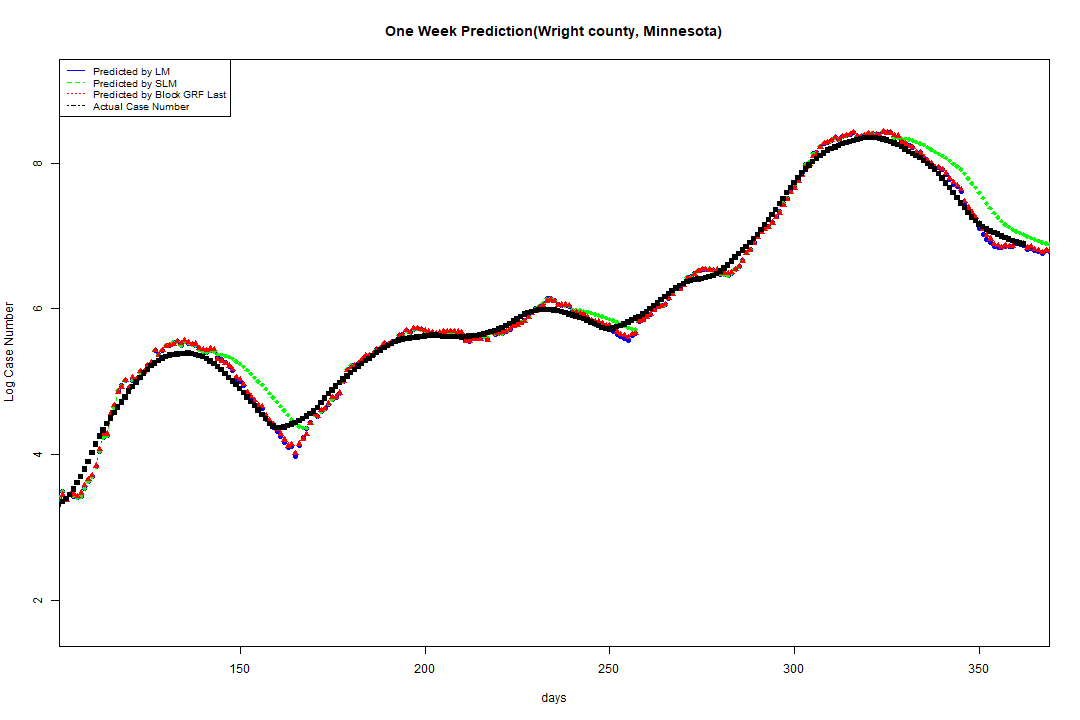 One Week Prediction(Wright county, Minnesota)
Predicted by LM
Predicted by SLM
Predicted by Block GRF Last
Actual Case Number
8
6
4
2
Log Case Number
150 200 250 300 350
days